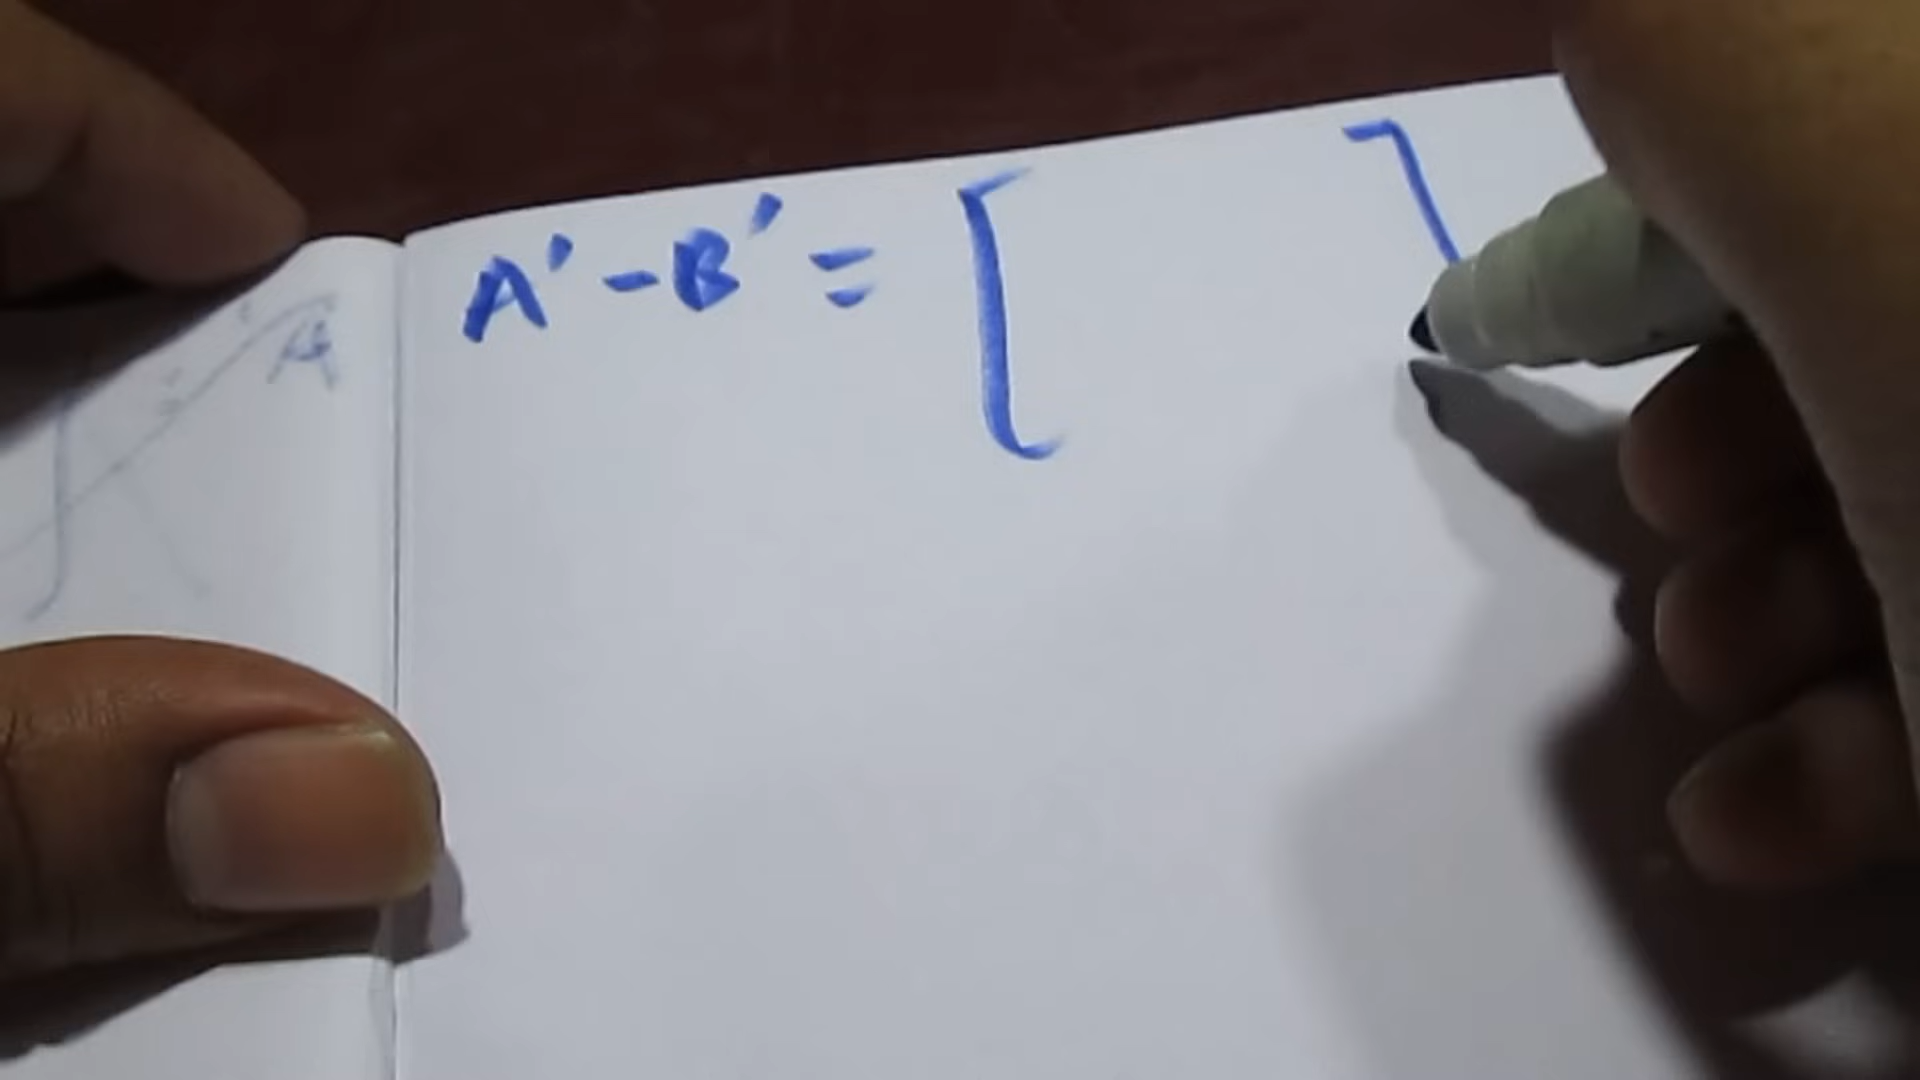 A' - B' = [ ]